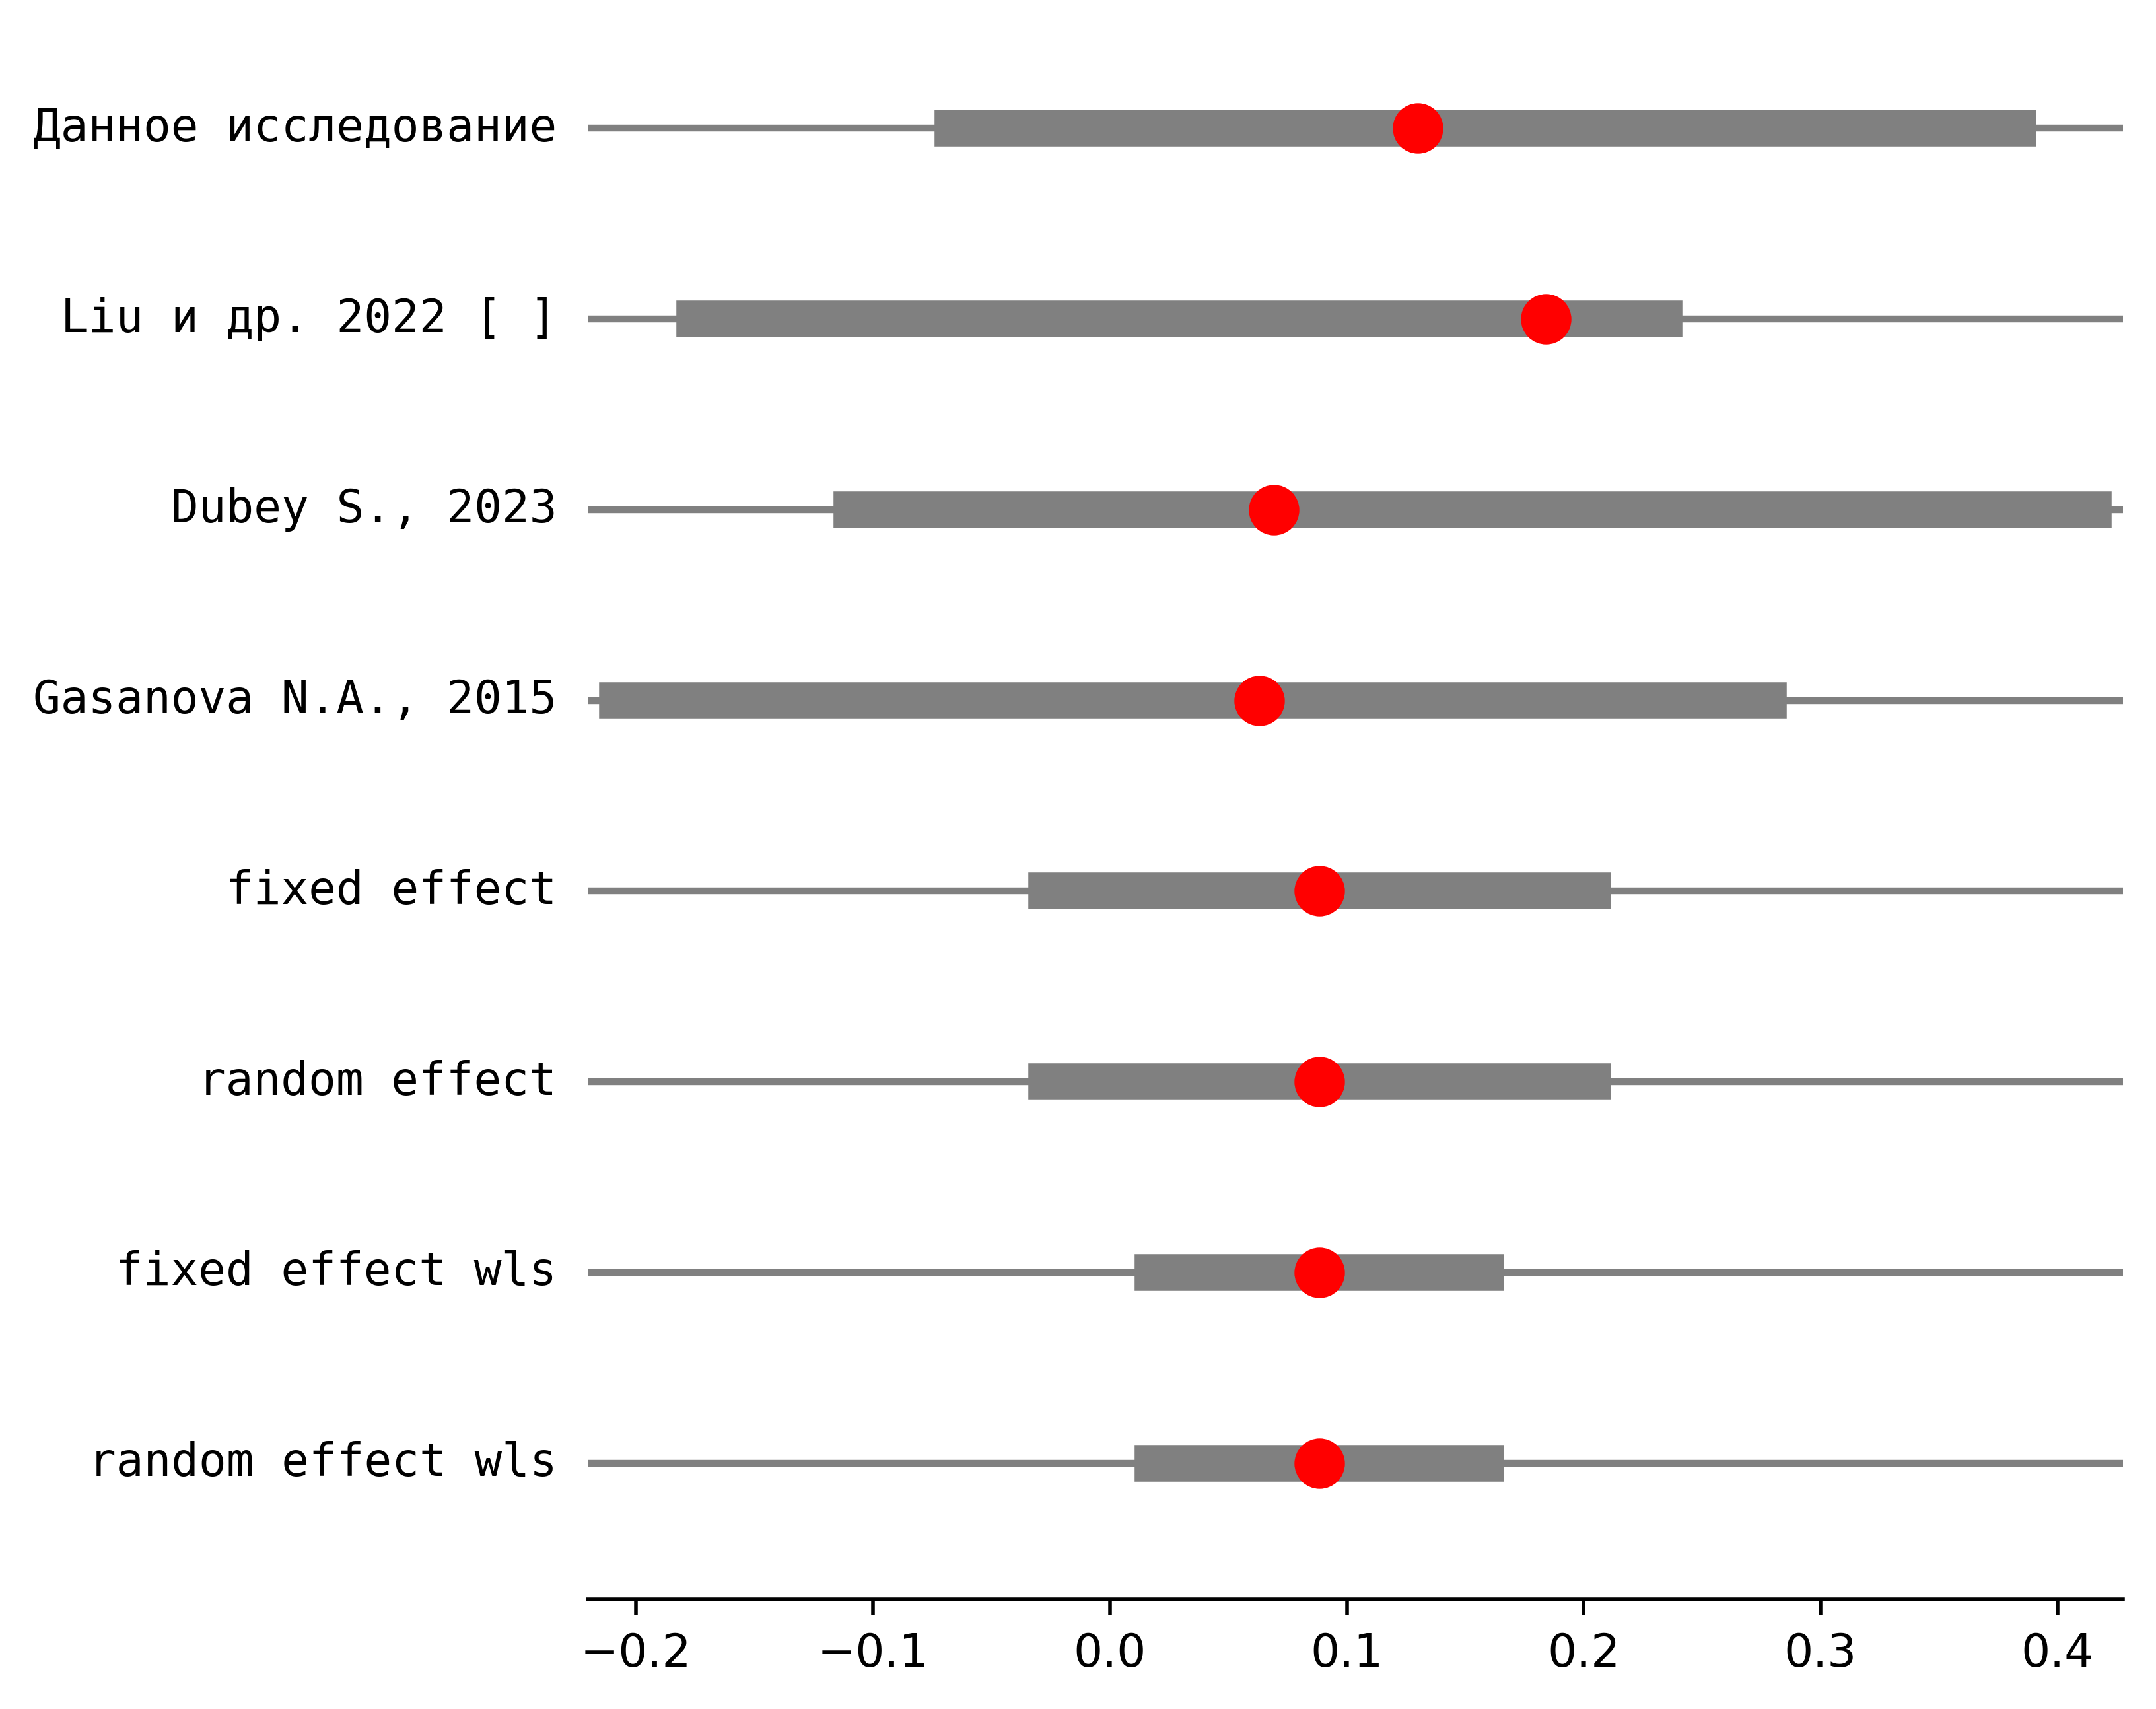 Данное исследование
Liu и др. 2022 [ ]
Dubey S., 2023
Gasanova N.A., 2015
fixed effect
random effect
fixed effect wls
random effect wls
−0.2 −0.1 0.0 0.1 0.2 0.3 0.4